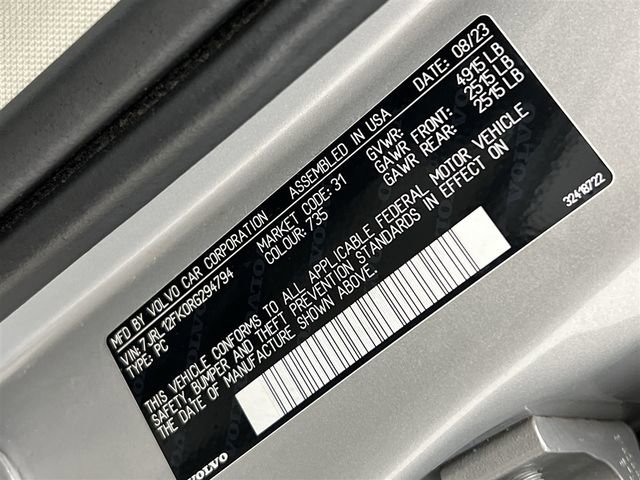 MFD BY VOLVO CAR CORPORATION ASSEMBLED IN USA DATE: 08/23
VIN: 7JRL12FK0RG294794 MARKET CODE: 31 GVWR: 4915 LB
TYPE: PC COLOUR: 735 GAWR FRONT: 2515 LB
GAWR REAR: 2515 LB
THIS VEHICLE CONFORMS TO ALL APPLICABLE FEDERAL MOTOR VEHICLE
SAFETY, BUMPER AND THEFT PREVENTION STANDARDS IN EFFECT ON
THE DATE OF MANUFACTURE SHOWN ABOVE.
VOLVO
32418722